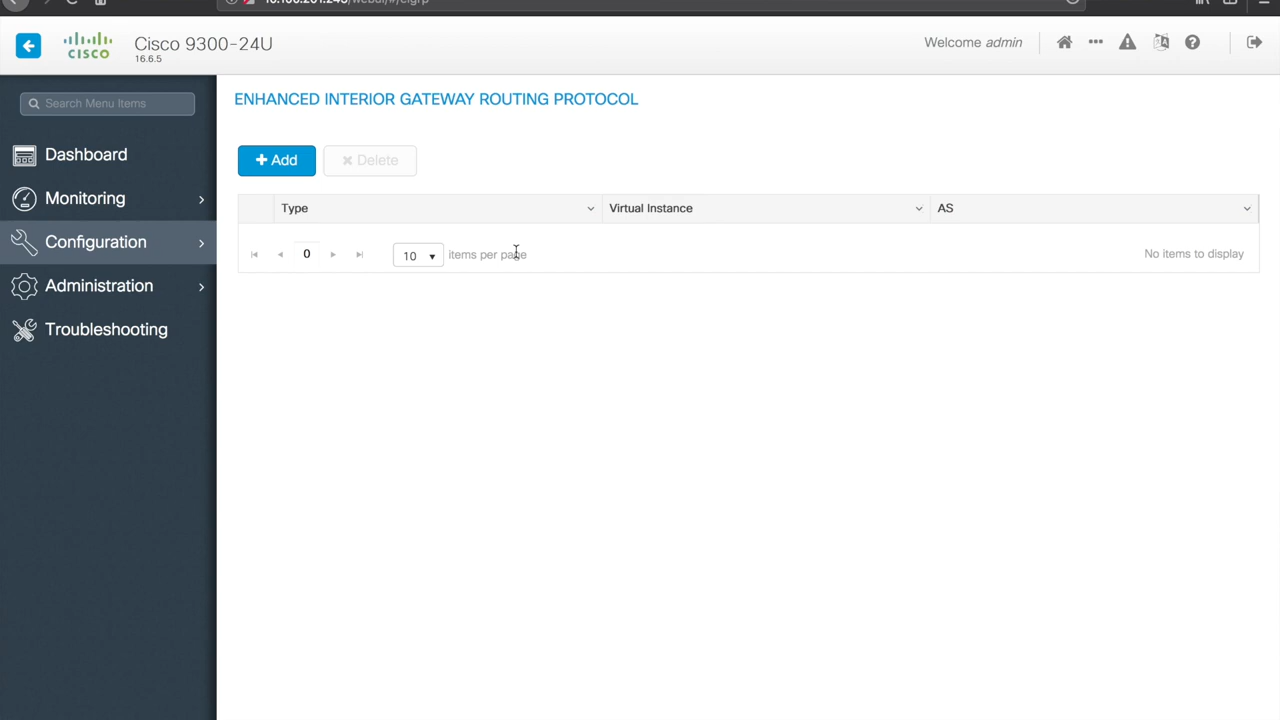 Cisco 9300-24U
CISCO
16.6.5
Welcome admin
Search Menu Items
Dashboard
Monitoring
Configuration
Administration
Troubleshooting
ENHANCED INTERIOR GATEWAY ROUTING PROTOCOL
+ Add
✖ Delete
Type
Virtual Instance
AS
0
10
items per page
No items to display